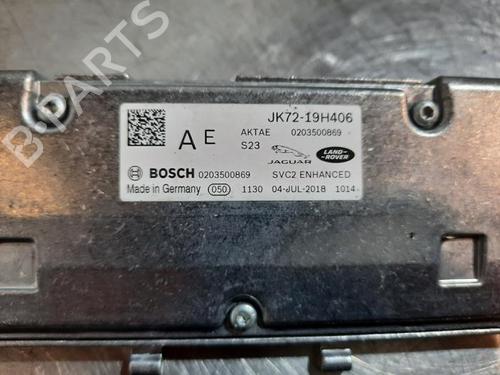 B-PARTS
JK72-19H406
A E
AKTAE 0203500869
S23
JAGUAR
LAND-ROVER
BOSCH 0203500869 SVC2 ENHANCED
Made in Germany 050 1130 04-JUL-2018 1014